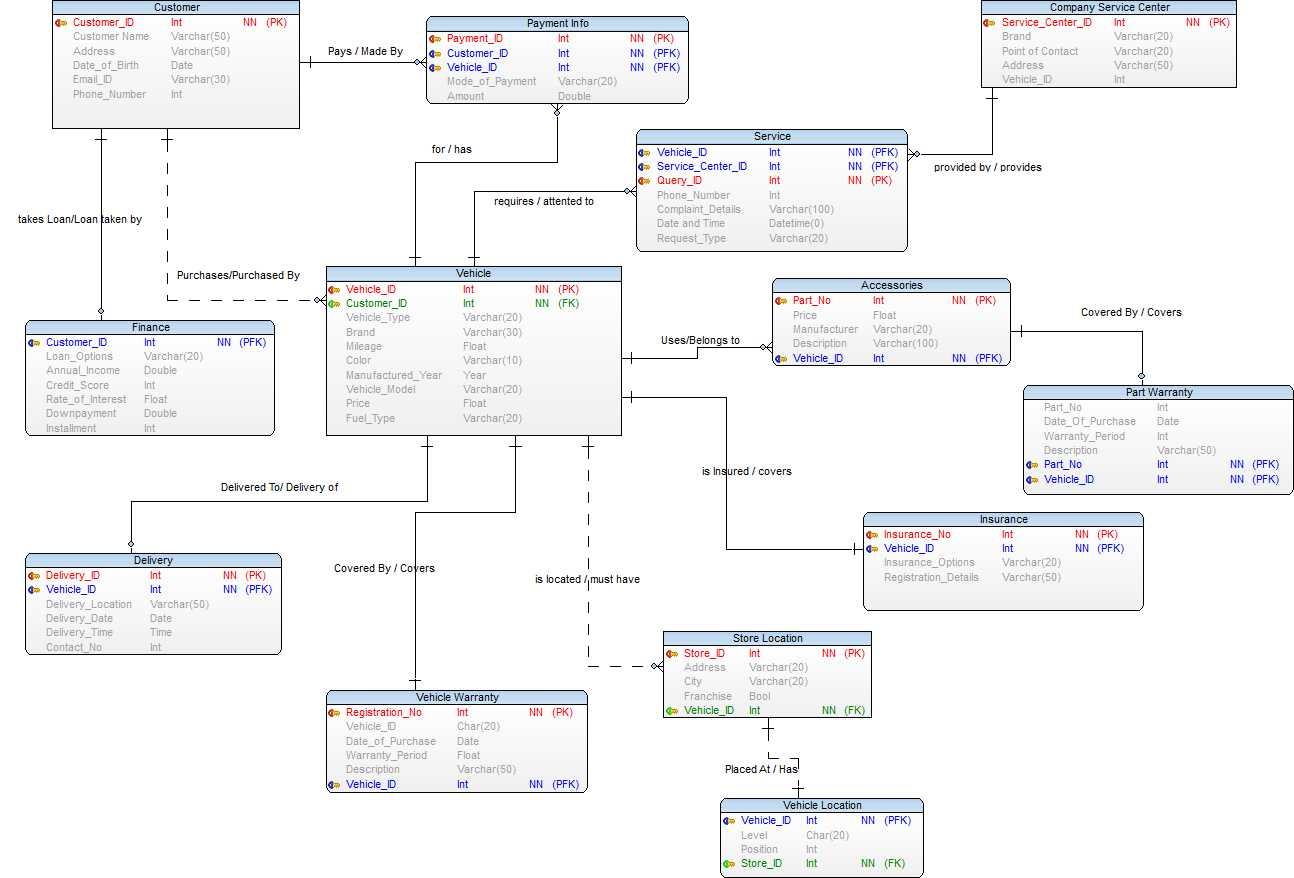 Customer
Customer_ID Int NN (PK)
Customer Name Varchar(50)
Address Varchar(50)
Date_of_Birth Date
Email_ID Varchar(30)
Phone_Number Int
Pays / Made By
Payment Info
Payment_ID Int NN (PK)
Customer_ID Int NN (PFK)
Vehicle_ID Int NN (PFK)
Mode_of_Payment Varchar(20)
Amount Double
Company Service Center
Service_Center_ID Int NN (PK)
Brand Varchar(20)
Point of Contact Varchar(20)
Address Varchar(50)
Vehicle_ID Int
for / has
Service
Vehicle_ID Int NN (PFK)
Service_Center_ID Int NN (PFK)
Query_ID Int NN (PK)
Phone_Number Int
Complaint_Details Varchar(100)
Date and Time Datetime(0)
Request_Type Varchar(20)
provided by / provides
requires / attented to
takes Loan/Loan taken by
Purchases/Purchased By
Vehicle
Vehicle_ID Int NN (PK)
Customer_ID Int NN (FK)
Vehicle_Type Varchar(20)
Brand Varchar(30)
Mileage Float
Color Varchar(10)
Manufactured_Year Year
Vehicle_Model Varchar(20)
Price Float
Fuel_Type Varchar(20)
Accessories
Part_No Int NN (PK)
Price Float
Manufacturer Varchar(20)
Description Varchar(100)
Vehicle_ID Int NN (PFK)
Uses/Belongs to
Covered By / Covers
Finance
Customer_ID Int NN (PFK)
Loan_Options Varchar(20)
Annual_Income Double
Credit_Score Int
Rate_of_Interest Float
Downpayment Double
Installment Int
Part Warranty
Part_No Int
Date_Of_Purchase Date
Warranty_Period Int
Description Varchar(50)
Part_No Int NN (PFK)
Vehicle_ID Int NN (PFK)
is Insured / covers
Delivered To/ Delivery of
Insurance
Insurance_No Int NN (PK)
Vehicle_ID Int NN (PFK)
Insurance_Options Varchar(20)
Registration_Details Varchar(50)
Delivery
Delivery_ID Int NN (PK)
Vehicle_ID Int NN (PFK)
Delivery_Location Varchar(50)
Delivery_Date Date
Delivery_Time Time
Contact_No Int
Covered By / Covers
is located / must have
Store Location
Store_ID Int NN (PK)
Address Varchar(20)
City Varchar(20)
Franchise Bool
Vehicle_ID Int NN (FK)
Vehicle Warranty
Registration_No Int NN (PK)
Vehicle_ID Char(20)
Date_of_Purchase Date
Warranty_Period Float
Description Varchar(50)
Vehicle_ID Int NN (PFK)
Placed At / Has
Vehicle Location
Vehicle_ID Int NN (PFK)
Level Char(20)
Position Int
Store_ID Int NN (FK)